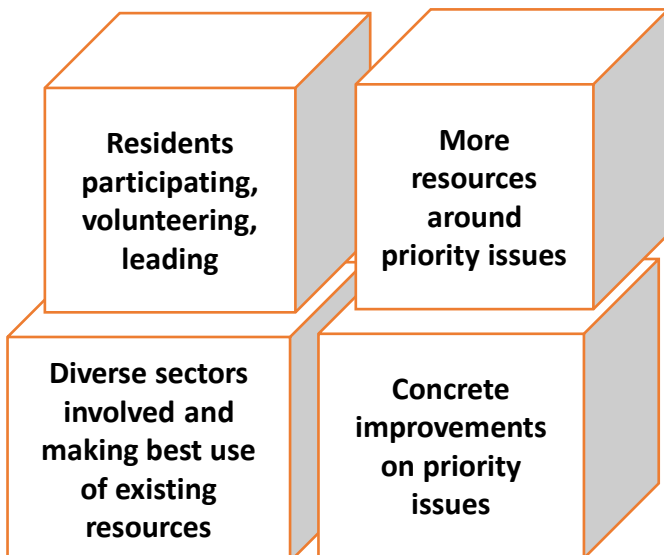 Residents
participating,
volunteering,
leading
More
resources
around
priority issues
Diverse sectors
involved and
making best use
of existing
resources
Concrete
improvements
on priority
issues